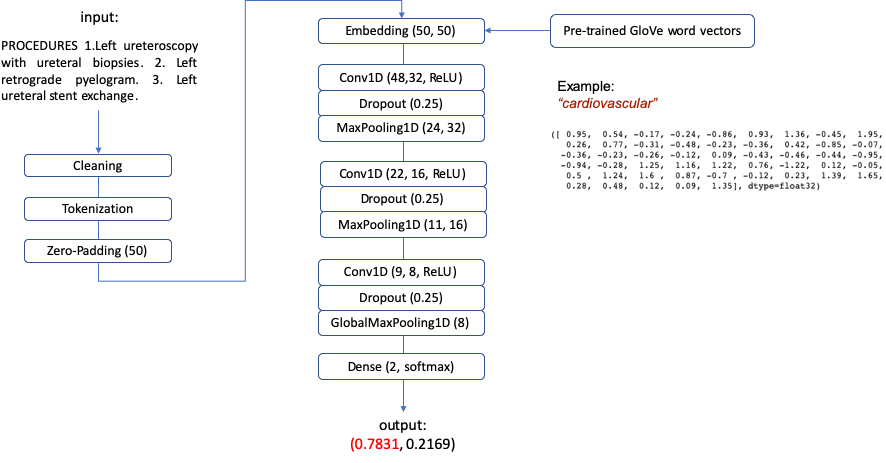 input:
PROCEDURES 1.Left ureteroscopy
with ureteral biopsies. 2. Left
retrograde pyelogram. 3. Left
ureteral stent exchange.
Cleaning
Tokenization
Zero-Padding (50)
Embedding (50, 50)
Pre-trained GloVe word vectors
Conv1D (48,32, ReLU)
Dropout (0.25)
MaxPooling1D (24, 32)
Conv1D (22, 16, ReLU)
Dropout (0.25)
MaxPooling1D (11, 16)
Conv1D (9, 8, ReLU)
Dropout (0.25)
GlobalMaxPooling1D (8)
Dense (2, softmax)
output:
(0.7831, 0.2169)
Example:
“cardiovascular”
([ 0.95, 0.54, -0.17, -0.24, -0.86, 0.93, 1.36, -0.45, 1.95,
0.26, 0.77, -0.31, -0.48, -0.23, -0.36, 0.42, -0.85, -0.07,
-0.36, -0.23, -0.26, -0.12, 0.09, -0.43, -0.46, -0.44, -0.95,
-0.94, -0.28, 1.25, 1.16, 1.22, 0.76, -1.22, 0.12, -0.05,
0.5 , 1.24, 1.6 , 0.87, -0.7 , -0.12, 0.23, 1.39, 1.65,
0.28, 0.48, 0.12, 0.09, 1.35], dtype=float32)